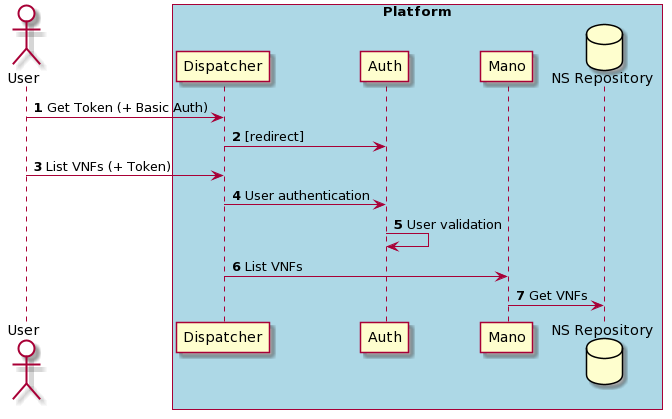 Platform
User
Dispatcher
Auth
Mano
NS Repository
1 Get Token (+ Basic Auth)
2 [redirect]
3 List VNFs (+ Token)
4 User authentication
5 User validation
6 List VNFs
7 Get VNFs
User
Dispatcher
Auth
Mano
NS Repository